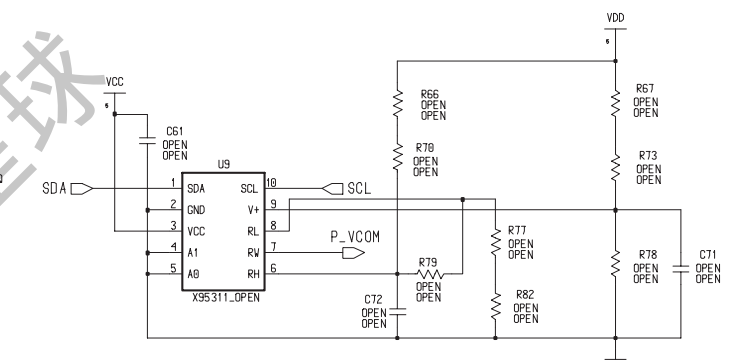 VDD
6
VCC
6
R66
OPEN
OPEN
R67
OPEN
OPEN
C61
OPEN
OPEN
R70
OPEN
OPEN
R73
OPEN
OPEN
U9
SDA
1
SDA
SCL
10
SCL
2
GND
V+
9
3
VCC
RL
8
4
A1
RW
7
P_VCOM
5
A0
RH
6
X95311_OPEN
R77
OPEN
OPEN
R79
OPEN
OPEN
R78
OPEN
OPEN
C71
OPEN
OPEN
C72
OPEN
OPEN
R82
OPEN
OPEN
球